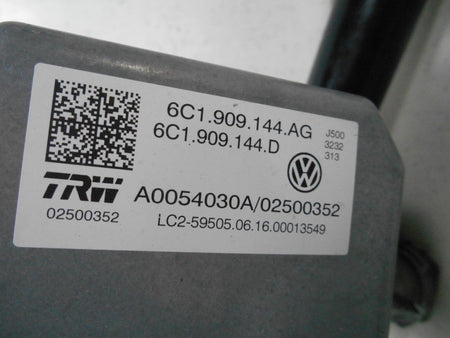 6C1.909.144.AG
6C1.909.144.D
J500
3232
313
TRW
A0054030A/02500352
02500352
LC2-59505.06.16.00013549